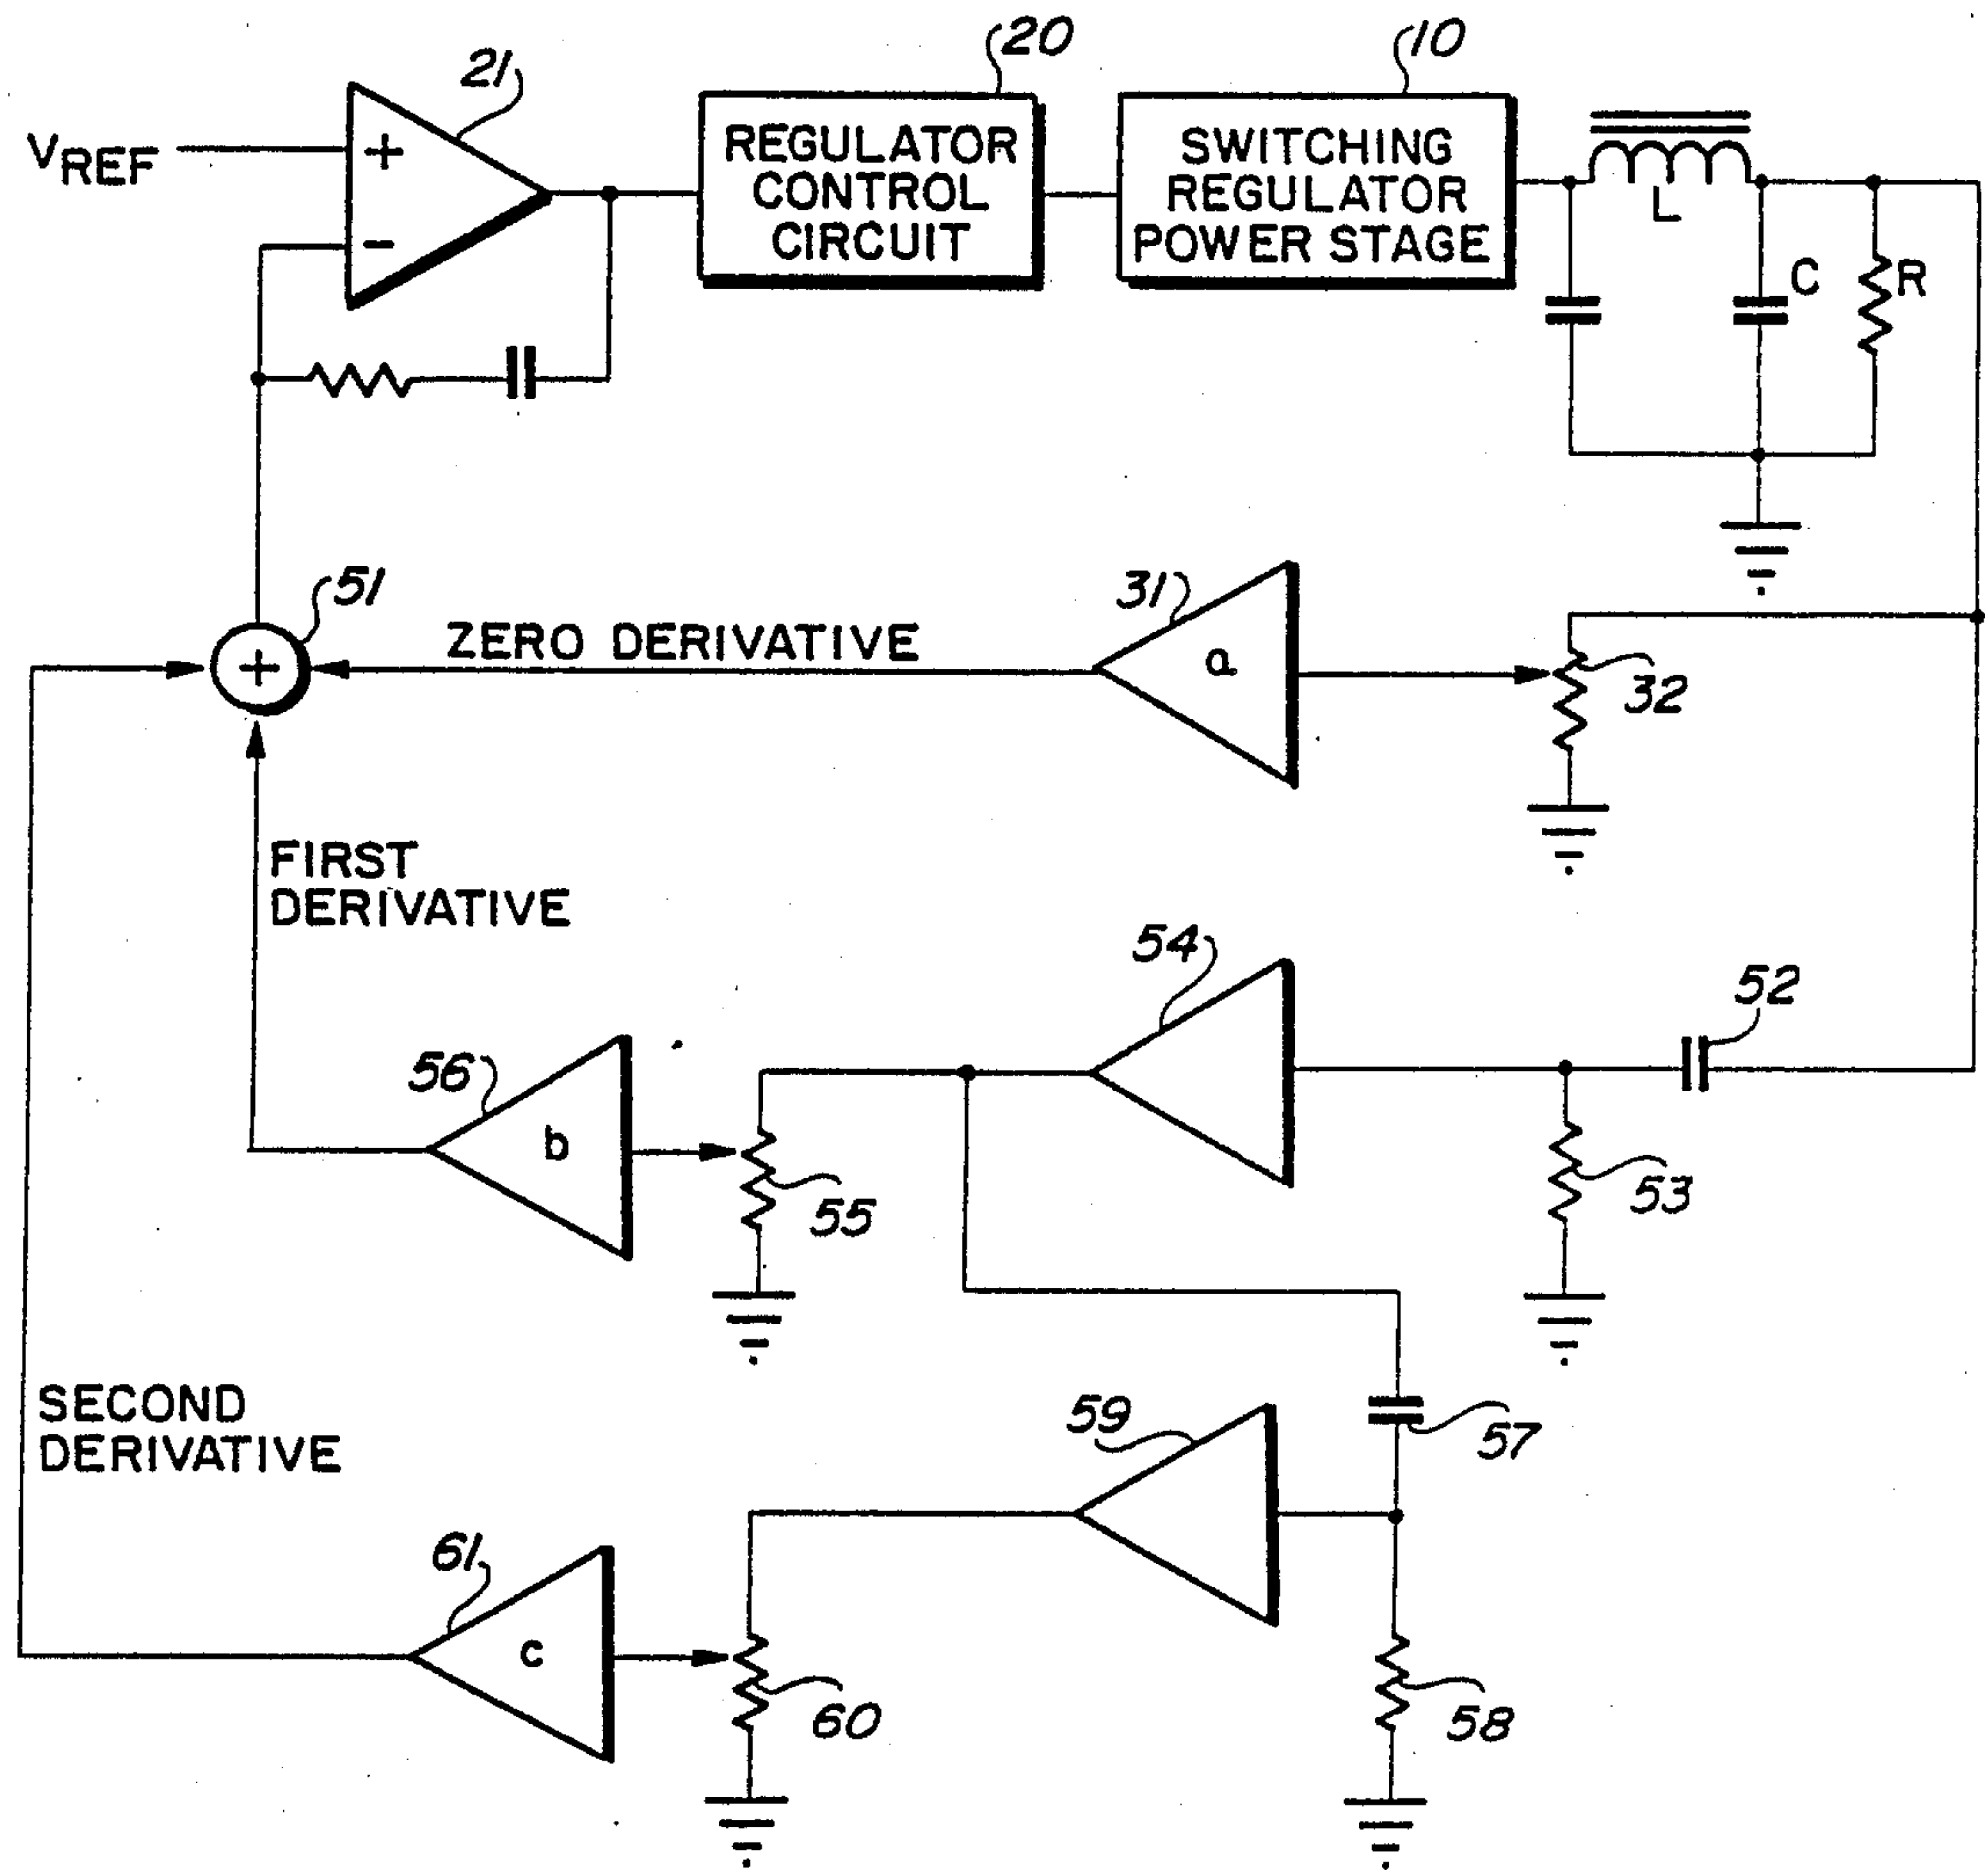 21
20
10
VREF
+
−
REGULATOR
CONTROL
CIRCUIT
SWITCHING
REGULATOR
POWER STAGE
L
C
R
51
+
ZERO DERIVATIVE
31
a
32
FIRST
DERIVATIVE
54
52
56
b
55
53
SECOND
DERIVATIVE
59
57
61
c
60
58